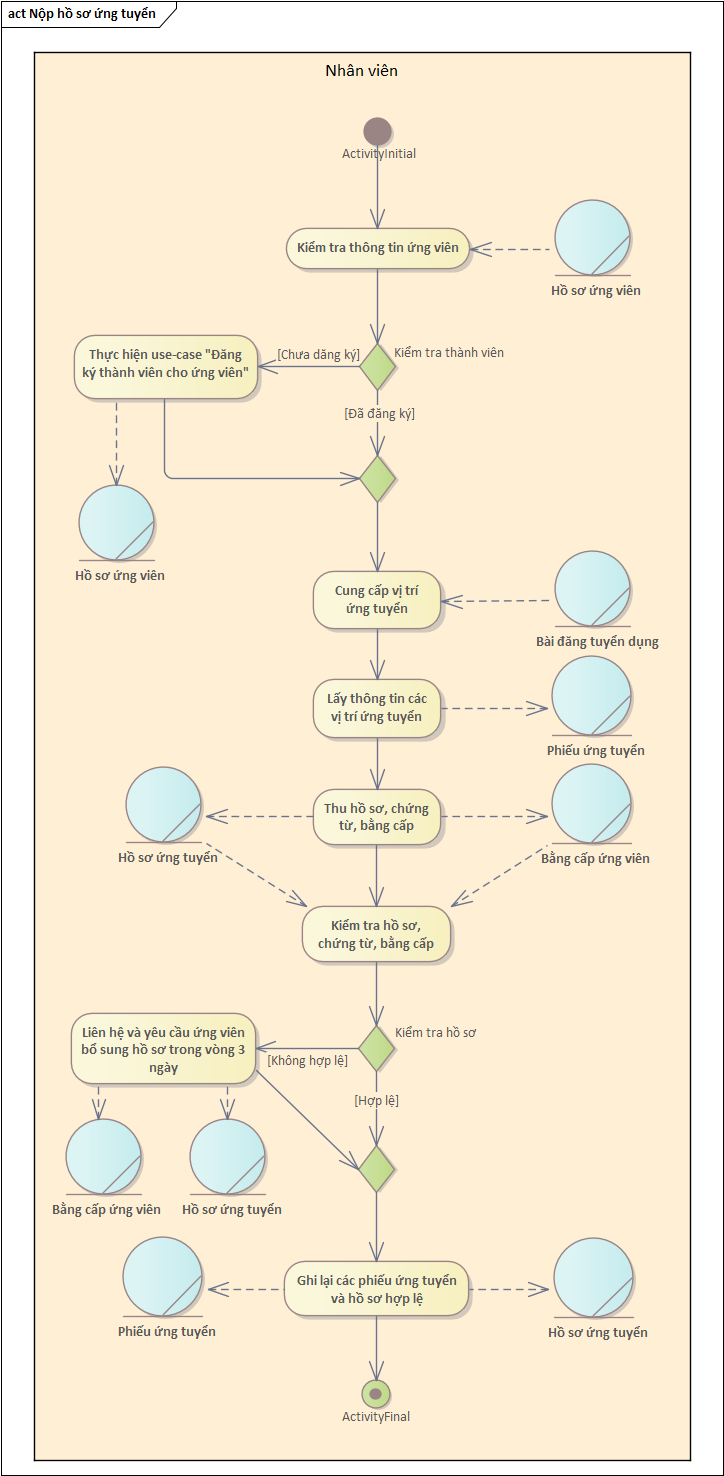 act Nộp hồ sơ ứng tuyển
Nhân viên
ActivityInitial
Kiểm tra thông tin ứng viên
Hồ sơ ứng viên
Thực hiện use-case "Đăng
ký thành viên cho ứng viên"
[Chưa dăng ký]
Kiểm tra thành viên
[Đã đăng ký]
Hồ sơ ứng viên
Cung cấp vị trí
ứng tuyển
Bài đăng tuyển dụng
Lấy thông tin các
vị trí ứng tuyển
Phiếu ứng tuyển
Thu hồ sơ, chứng
từ, bằng cấp
Hồ sơ ứng tuyển
Bằng cấp ứng viên
Kiểm tra hồ sơ,
chứng từ, bằng cấp
Liên hệ và yêu cầu ứng viên
bổ sung hồ sơ trong vòng 3
ngày
Kiểm tra hồ sơ
[Không hợp lệ]
[Hợp lệ]
Bằng cấp ứng viên
Hồ sơ ứng tuyển
Ghi lại các phiếu ứng tuyển
và hồ sơ hợp lệ
Phiếu ứng tuyển
Hồ sơ ứng tuyển
ActivityFinal